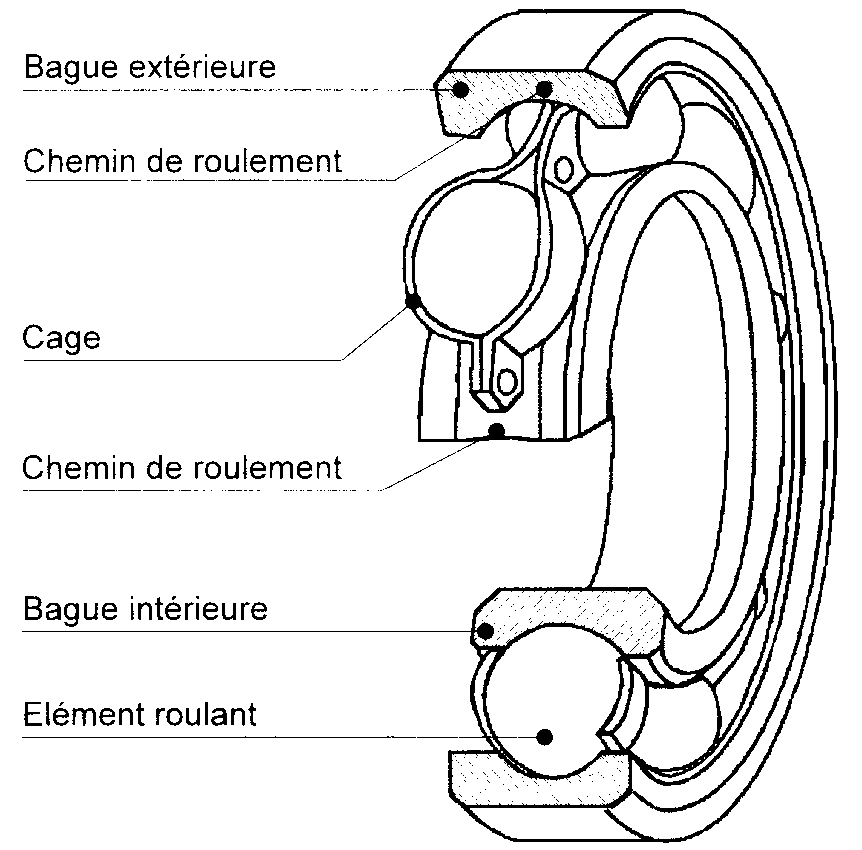 Bague extérieure
Chemin de roulement
Cage
Chemin de roulement
Bague intérieure
Elément roulant